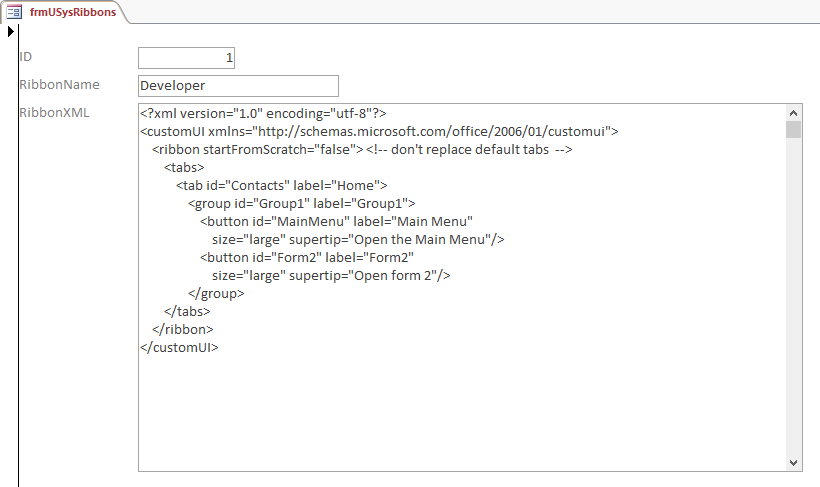 frmUSysRibbons
ID 1
RibbonName Developer
RibbonXML
<?xml version="1.0" encoding="utf-8"?>
<customUI xmlns="http://schemas.microsoft.com/office/2006/01/customui">
<ribbon startFromScratch="false"> <!-- don't replace default tabs -->
<tabs>
<tab id="Contacts" label="Home">
<group id="Group1" label="Group1">
<button id="MainMenu" label="Main Menu"
size="large" supertip="Open the Main Menu"/>
<button id="Form2" label="Form2"
size="large" supertip="Open form 2"/>
</group>
</tabs>
</ribbon>
</customUI>